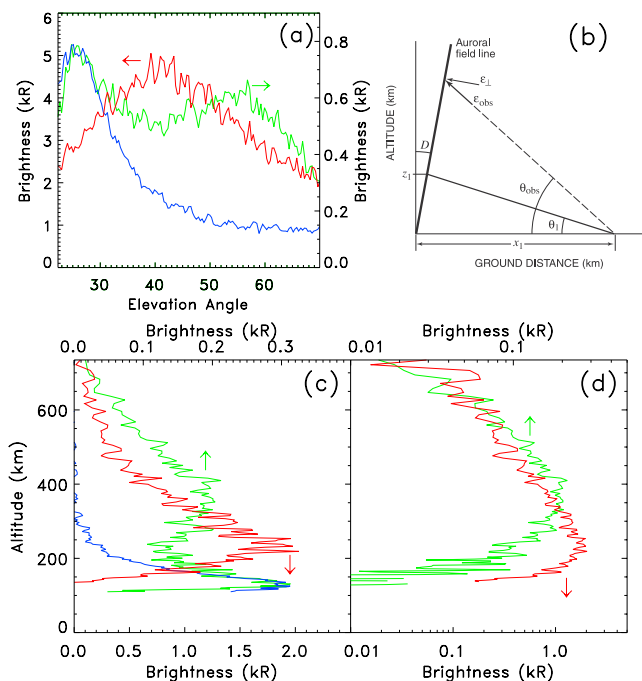 (a)
6
5
4
3
2
1
0
Brightness (kR)
0.8
0.6
0.4
0.2
0.0
Brightness (kR)
30 40 50 60
Elevation Angle
(b)
Auroral
field line
ε⊥
εobs
ALTITUDE (km)
D
z1
θobs
θ1
x1
GROUND DISTANCE (km)
Brightness (kR)
0.0 0.1 0.2 0.3
(c)
600
400
200
0
Altitude (km)
0.0 0.5 1.0 1.5 2.0
Brightness (kR)
Brightness (kR)
0.01 0.1
(d)
0.1 1.0
Brightness (kR)